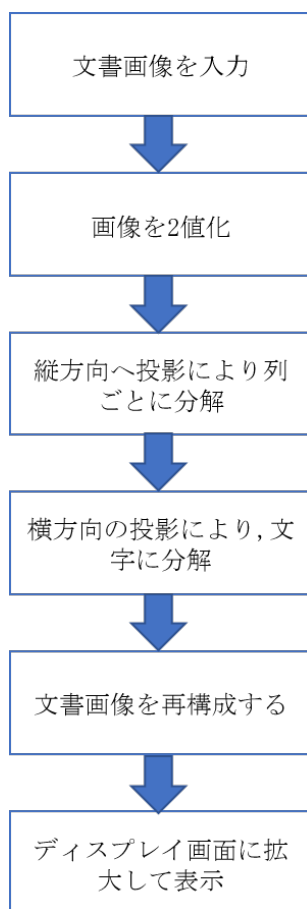 文書画像を入力
画像を2値化
縦方向へ投影により列
ごとに分解
横方向の投影により,文
字に分解
文書画像を再構成する
ディスプレイ画面に拡
大して表示